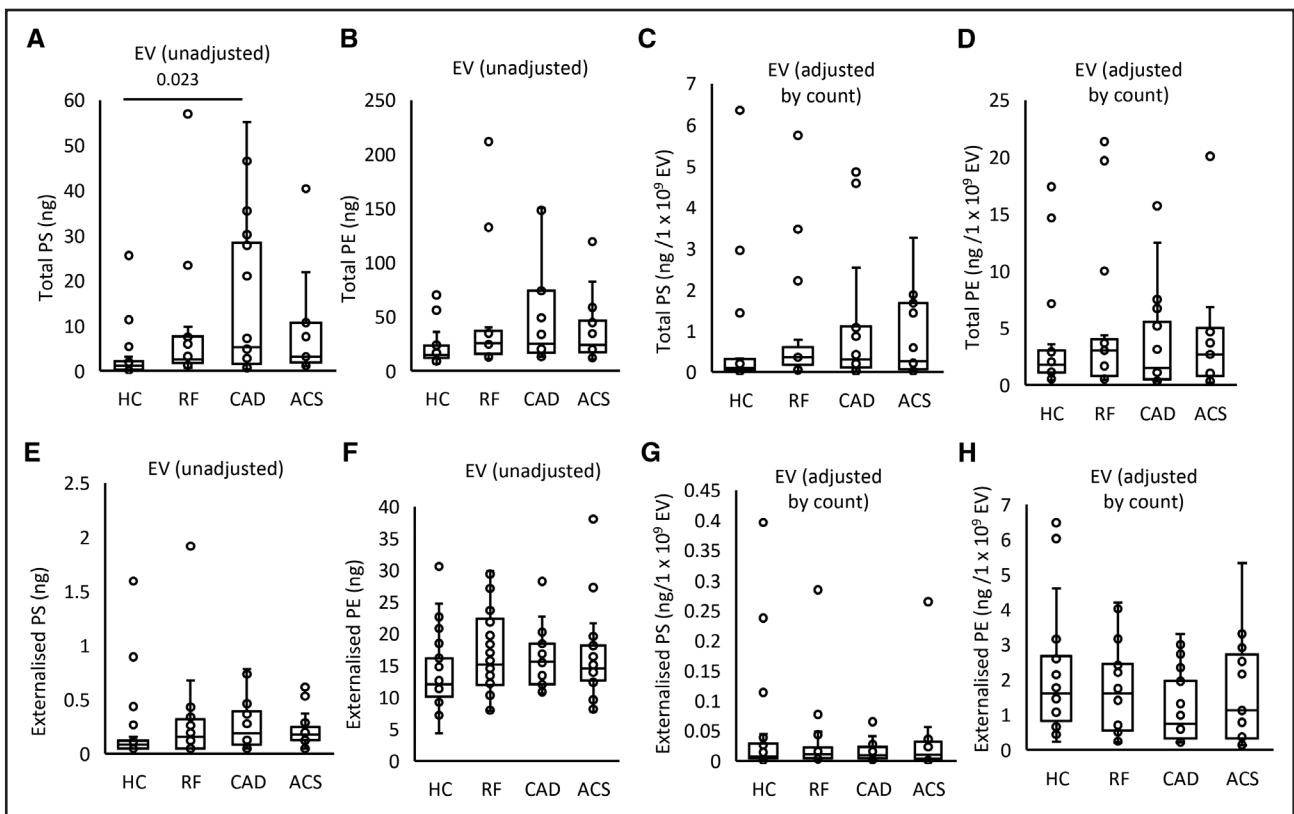 A
EV (unadjusted)
0.023
Total PS (ng)
60
50
40
30
20
10
0
HC RF CAD ACS
B
EV (unadjusted)
Total PE (ng)
250
200
150
100
50
0
HC RF CAD ACS
C
EV (adjusted
by count)
Total PS (ng /1 x 10⁹ EV)
7
6
5
4
3
2
1
0
HC RF CAD ACS
D
EV (adjusted
by count)
Total PE (ng /1 x 10⁹ EV)
25
20
15
10
5
0
HC RF CAD ACS
E
EV (unadjusted)
Externalised PS (ng)
2.5
2
1.5
1
0.5
0
HC RF CAD ACS
F
EV (unadjusted)
Externalised PE (ng)
40
35
30
25
20
15
10
5
0
HC RF CAD ACS
G
EV (adjusted
by count)
Externalised PS (ng/1 x 10⁹ EV)
0.45
0.4
0.35
0.3
0.25
0.2
0.15
0.1
0.05
0
HC RF CAD ACS
H
EV (adjusted
by count)
Externalised PE (ng /1 x 10⁹ EV)
7
6
5
4
3
2
1
0
HC RF CAD ACS